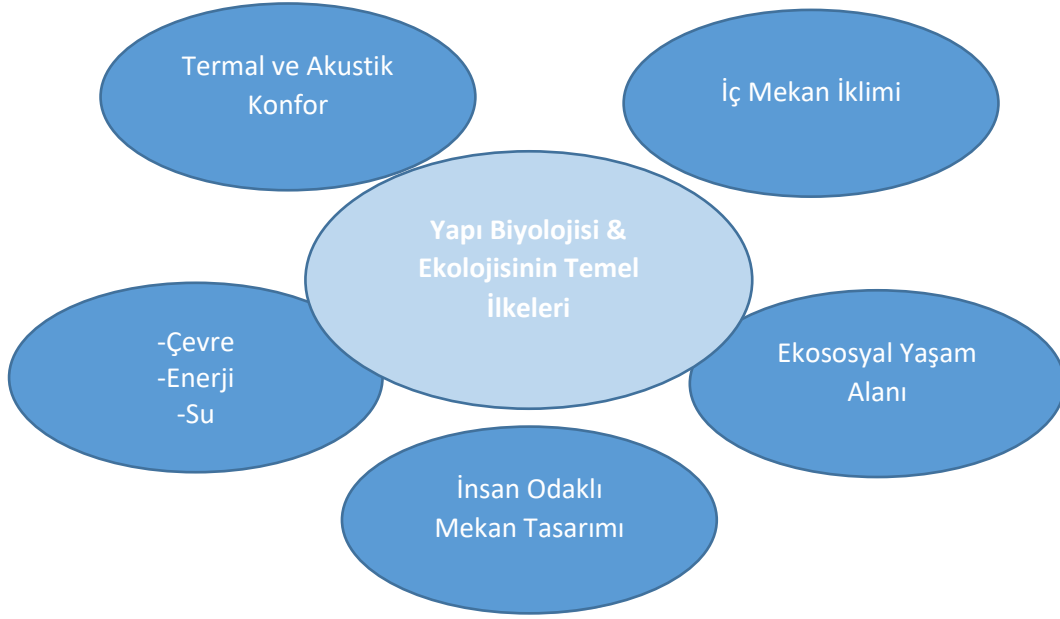 Termal ve Akustik
Konfor
İç Mekan İklimi
Yapı Biyolojisi &
Ekolojisinin Temel
İlkeleri
-Çevre
-Enerji
-Su
Ekososyal Yaşam
Alanı
İnsan Odaklı
Mekan Tasarımı